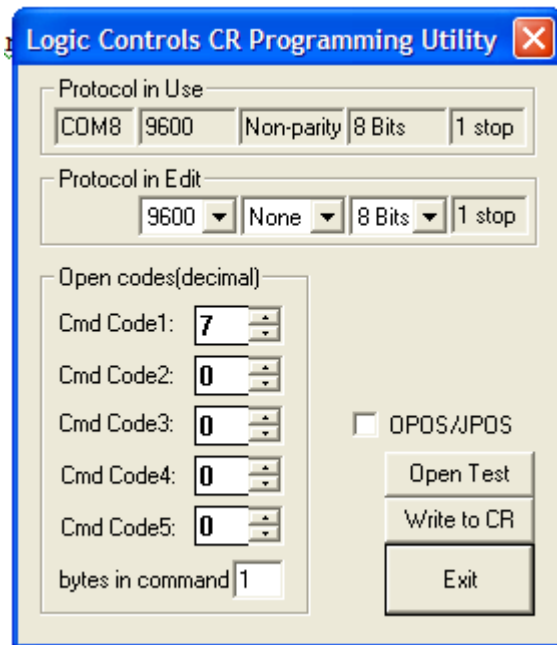 Logic Controls CR Programming Utility
Protocol in Use
COM8 9600 Non-parity 8 Bits 1 stop
Protocol in Edit
9600 None 8 Bits 1 stop
Open codes(decimal)
Cmd Code1: 7
Cmd Code2: 0
Cmd Code3: 0
Cmd Code4: 0
Cmd Code5: 0
bytes in command 1
OPOS/JPOS
Open Test
Write to CR
Exit